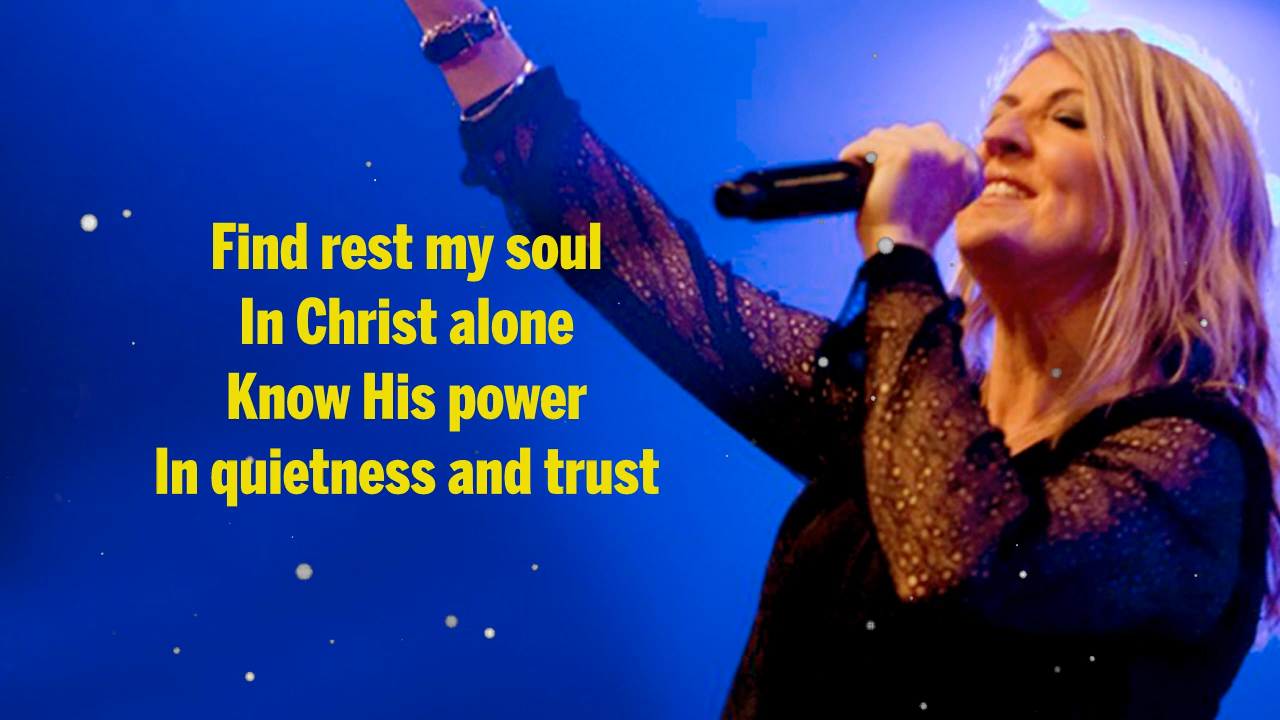 Find rest my soul
In Christ alone
Know His power
In quietness and trust